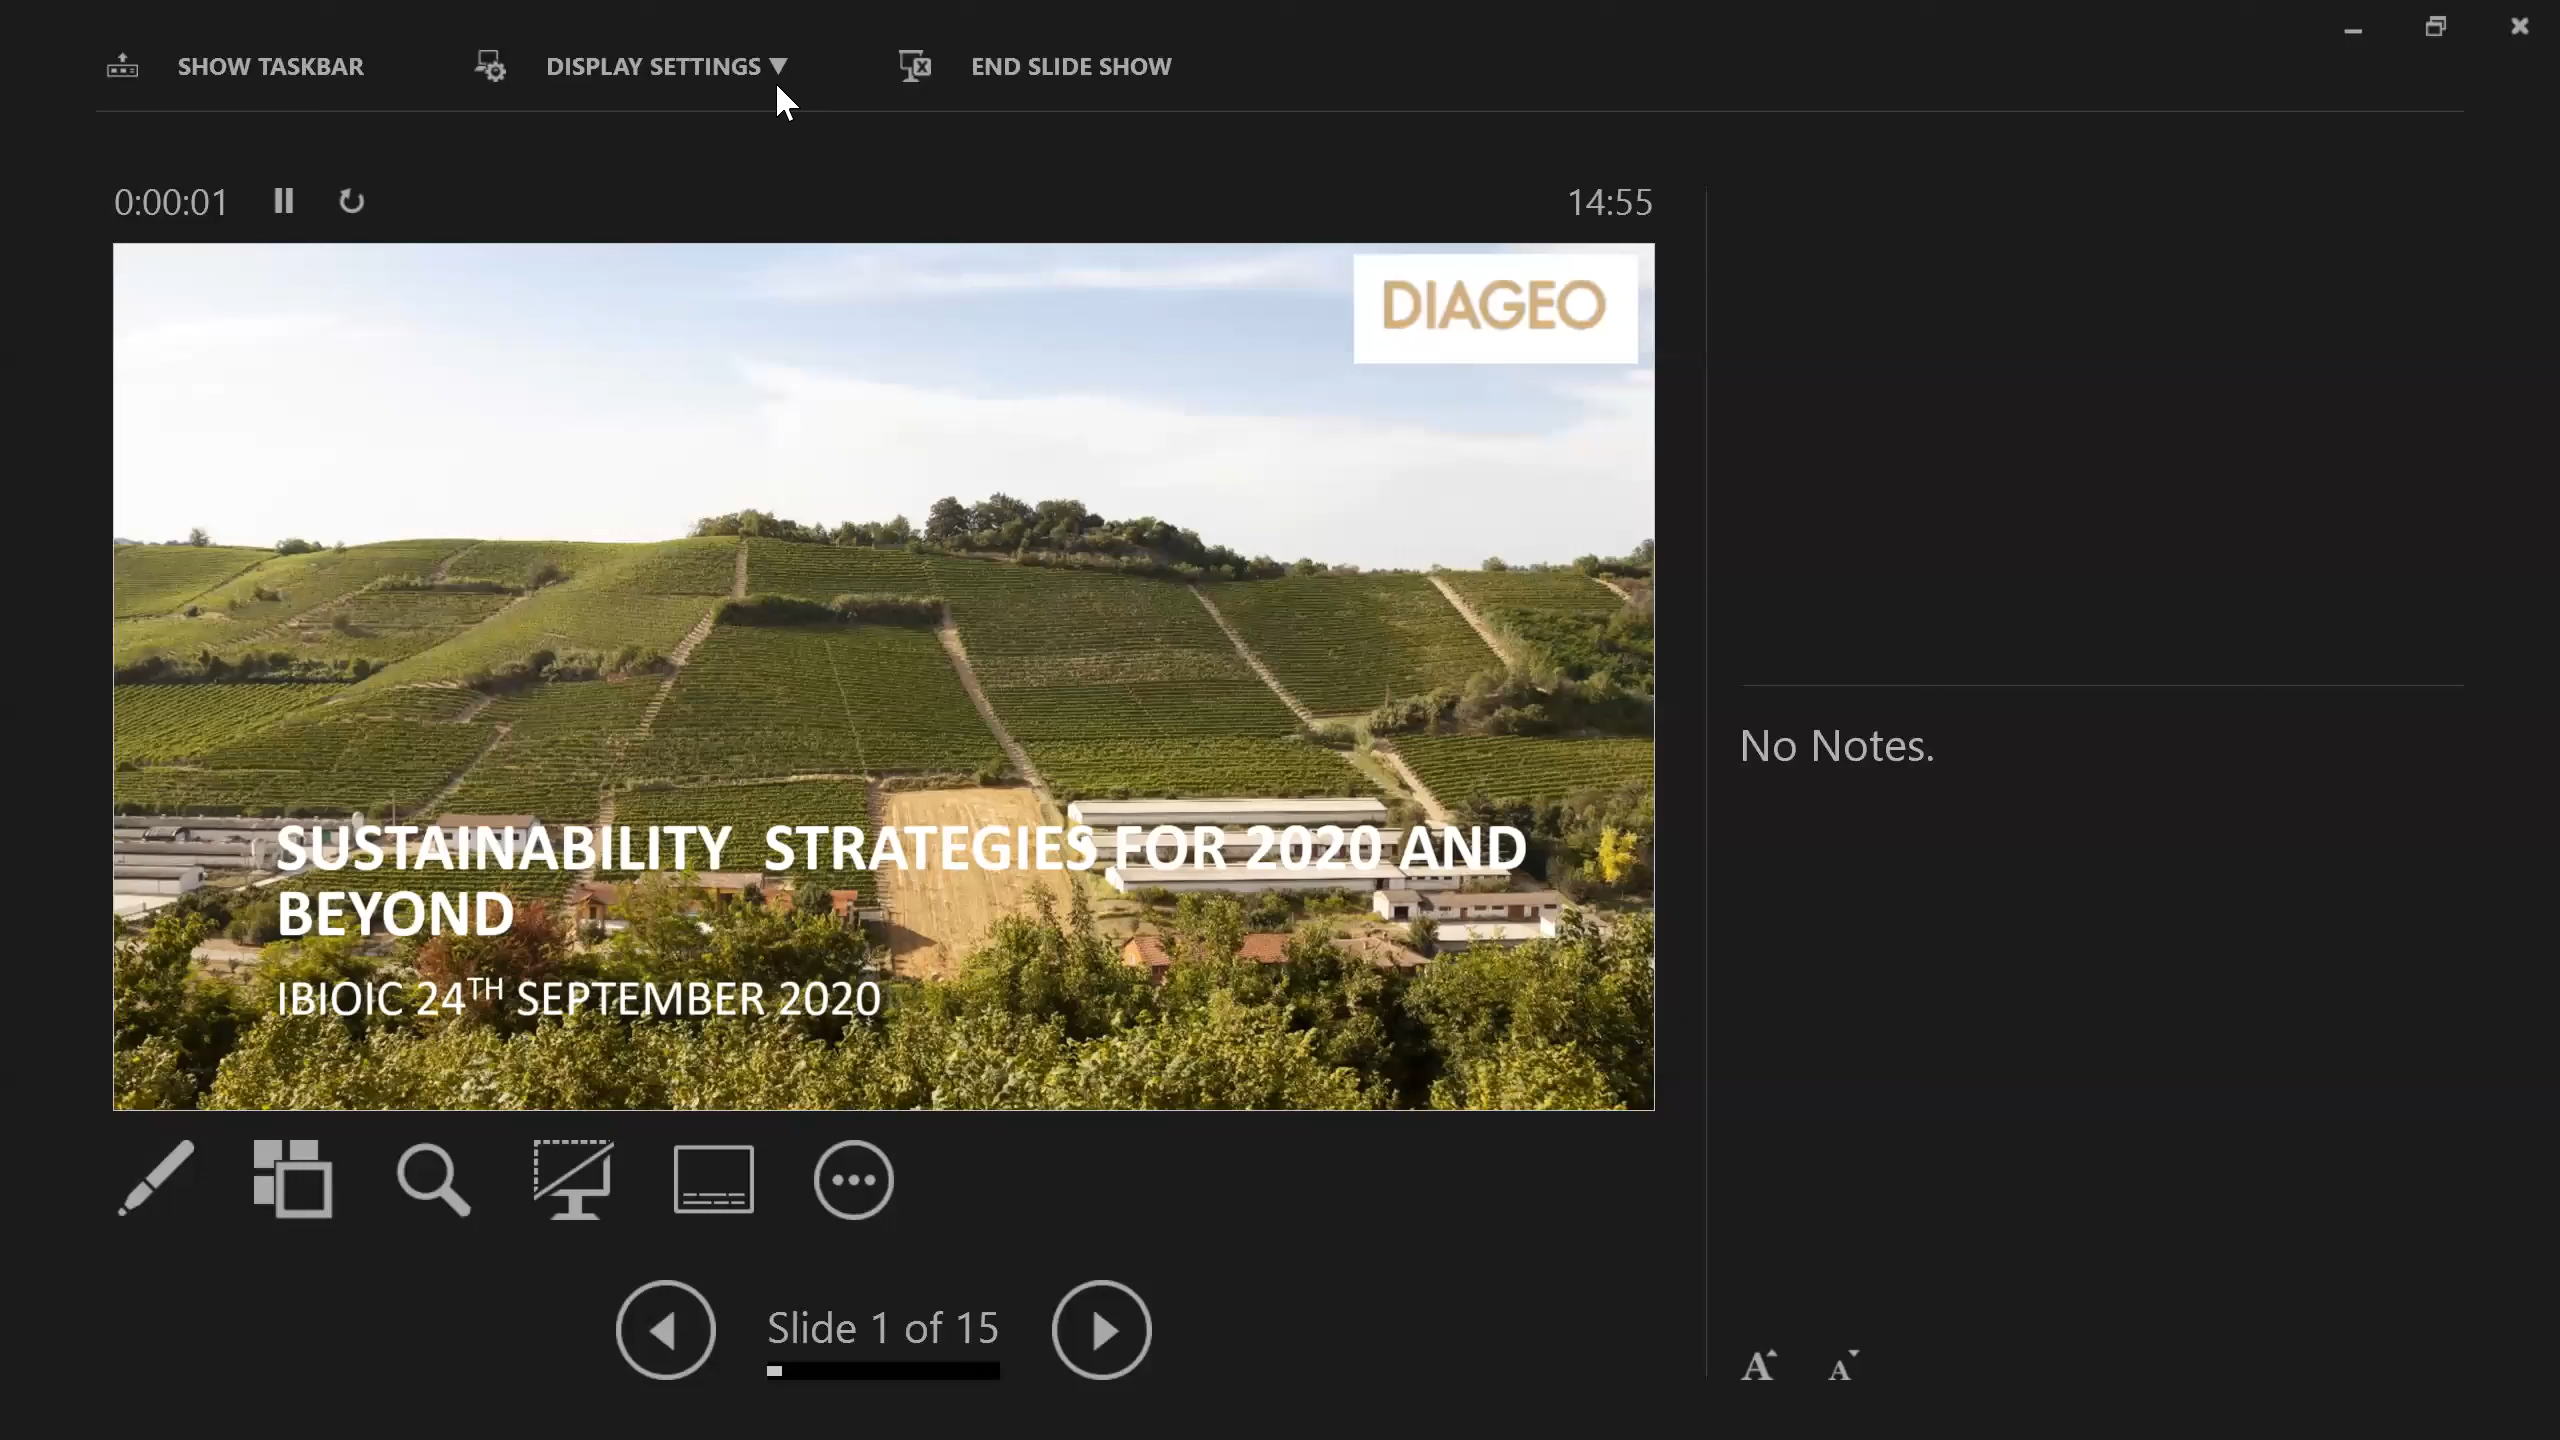 SHOW TASKBAR
DISPLAY SETTINGS ▼
END SLIDE SHOW
0:00:01
14:55
DIAGEO
SUSTAINABILITY  STRATEGIES FOR 2020 AND
BEYOND
IBIOIC 24TH SEPTEMBER 2020
No Notes.
Slide 1 of 15
A
A